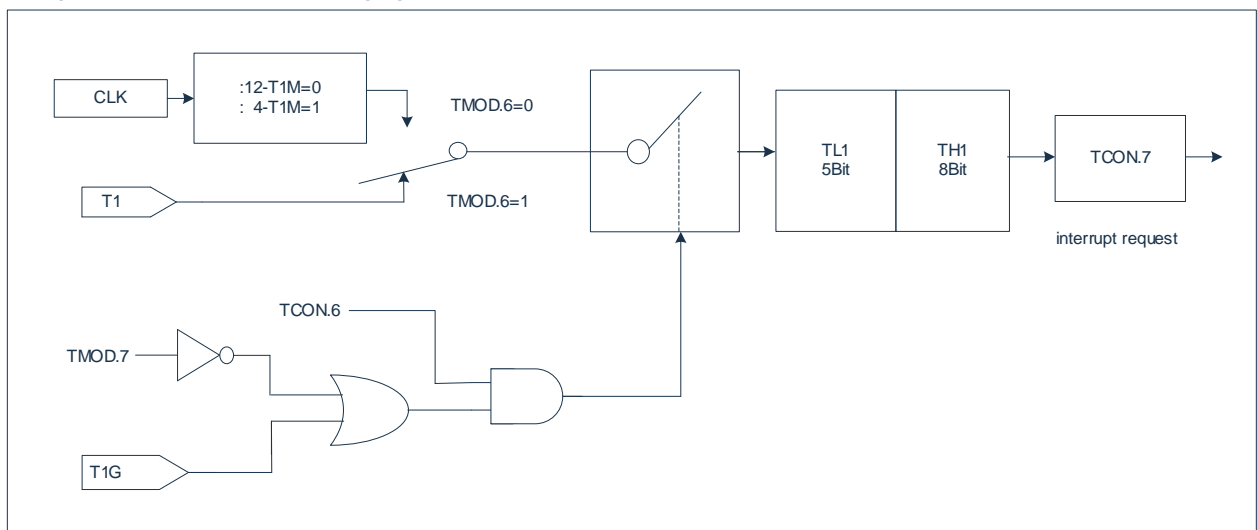 CLK
:12-T1M=0
: 4-T1M=1
TMOD.6=0
T1
TMOD.6=1
TL1
5Bit
TH1
8Bit
TCON.7
interrupt request
TCON.6
TMOD.7
T1G